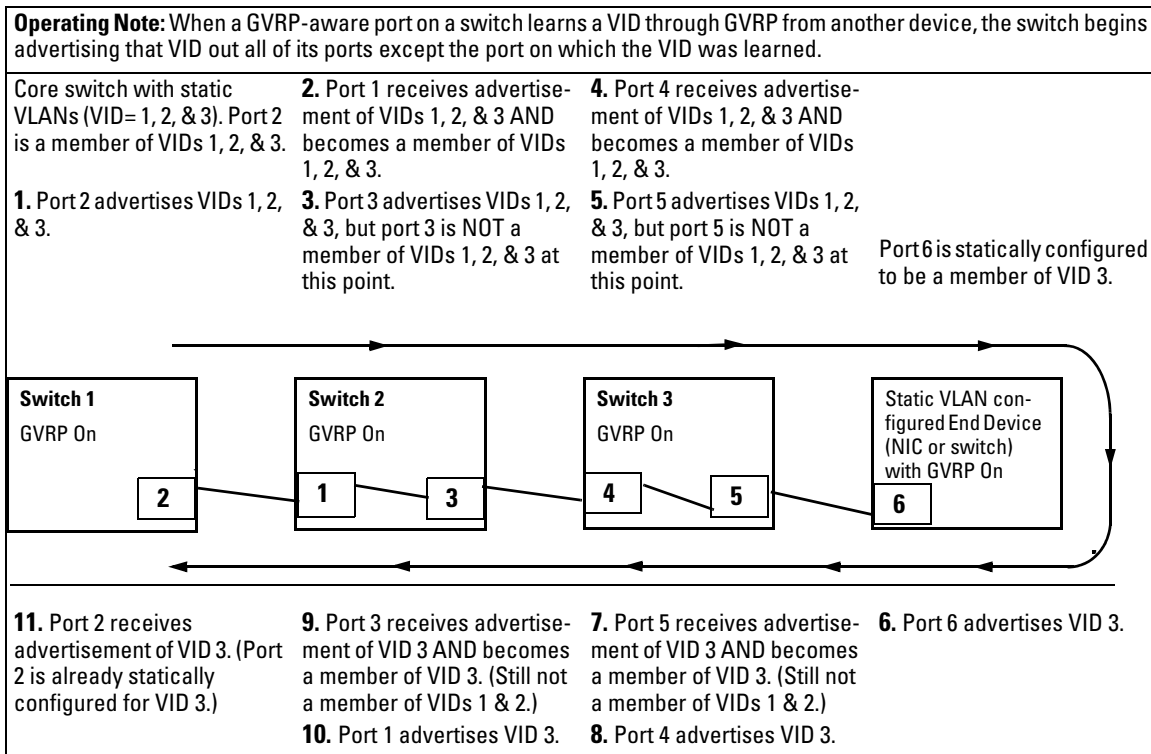 Operating Note: When a GVRP-aware port on a switch learns a VID through GVRP from another device, the switch begins
advertising that VID out all of its ports except the port on which the VID was learned.
Core switch with static
VLANs (VID= 1, 2, & 3). Port 2
is a member of VIDs 1, 2, & 3.
1. Port 2 advertises VIDs 1, 2,
& 3.
2. Port 1 receives advertise-
ment of VIDs 1, 2, & 3 AND
becomes a member of VIDs
1, 2, & 3.
3. Port 3 advertises VIDs 1, 2,
& 3, but port 3 is NOT a
member of VIDs 1, 2, & 3 at
this point.
4. Port 4 receives advertise-
ment of VIDs 1, 2, & 3 AND
becomes a member of VIDs
1, 2, & 3.
5. Port 5 advertises VIDs 1, 2,
& 3, but port 5 is NOT a
member of VIDs 1, 2, & 3 at
this point.
Port 6 is statically configured
to be a member of VID 3.
Switch 1
GVRP On
2
Switch 2
GVRP On
1
3
Switch 3
GVRP On
4
5
Static VLAN con-
figured End Device
(NIC or switch)
with GVRP On
6
11. Port 2 receives
advertisement of VID 3. (Port
2 is already statically
configured for VID 3.)
9. Port 3 receives advertise-
ment of VID 3 AND becomes
a member of VID 3. (Still not
a member of VIDs 1 & 2.)
10. Port 1 advertises VID 3.
7. Port 5 receives advertise-
ment of VID 3 AND becomes
a member of VID 3. (Still not
a member of VIDs 1 & 2.)
8. Port 4 advertises VID 3.
6. Port 6 advertises VID 3.